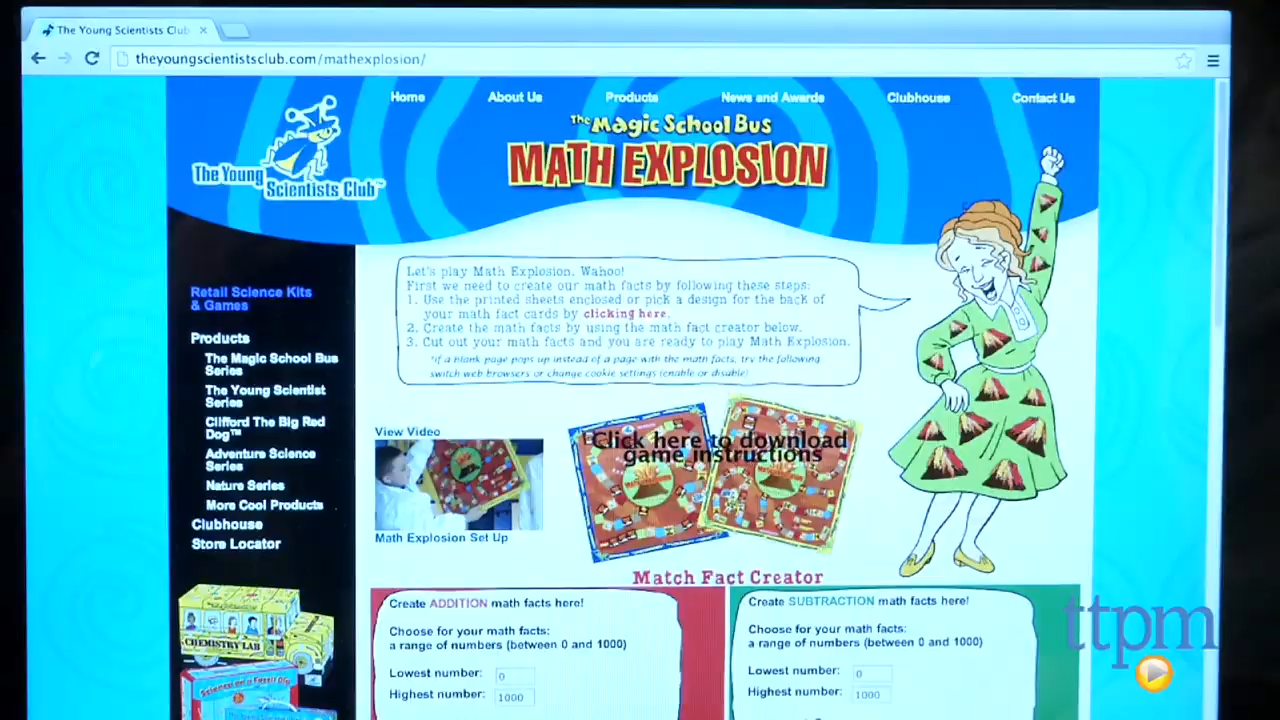 The Young Scientists Club
theyoungscientistsclub.com/mathexplosion/
Home About Us Products News and Awards Clubhouse Contact Us
The Magic School Bus
MATH EXPLOSION
The Young
Scientists Club™
Let's play Math Explosion. Wahoo!
First we need to create our math facts by following these steps:
1. Use the printed sheets enclosed or pick a design for the back of
your math fact cards by clicking here.
2. Create the math facts by using the math fact creator below.
3. Cut out your math facts and you are ready to play Math Explosion.
*if a blank page pops up instead of a page with the math facts, try the following
switch web browsers or change cookie settings (enable or disable)
Retail Science Kits
& Games
Products
The Magic School Bus
Series
The Young Scientist
Series
Clifford The Big Red
Dog™
Adventure Science
Series
Nature Series
More Cool Products
Clubhouse
Store Locator
CHEMISTRY LAB
View Video
Math Explosion Set Up
Click here to download
game instructions
Match Fact Creator
Create ADDITION math facts here!
Choose for your math facts:
a range of numbers (between 0 and 1000)
Lowest number: 0
Highest number: 1000
Create SUBTRACTION math facts here!
Choose for your math facts:
a range of numbers (between 0 and 1000)
Lowest number: 0
Highest number: 1000
ttpm